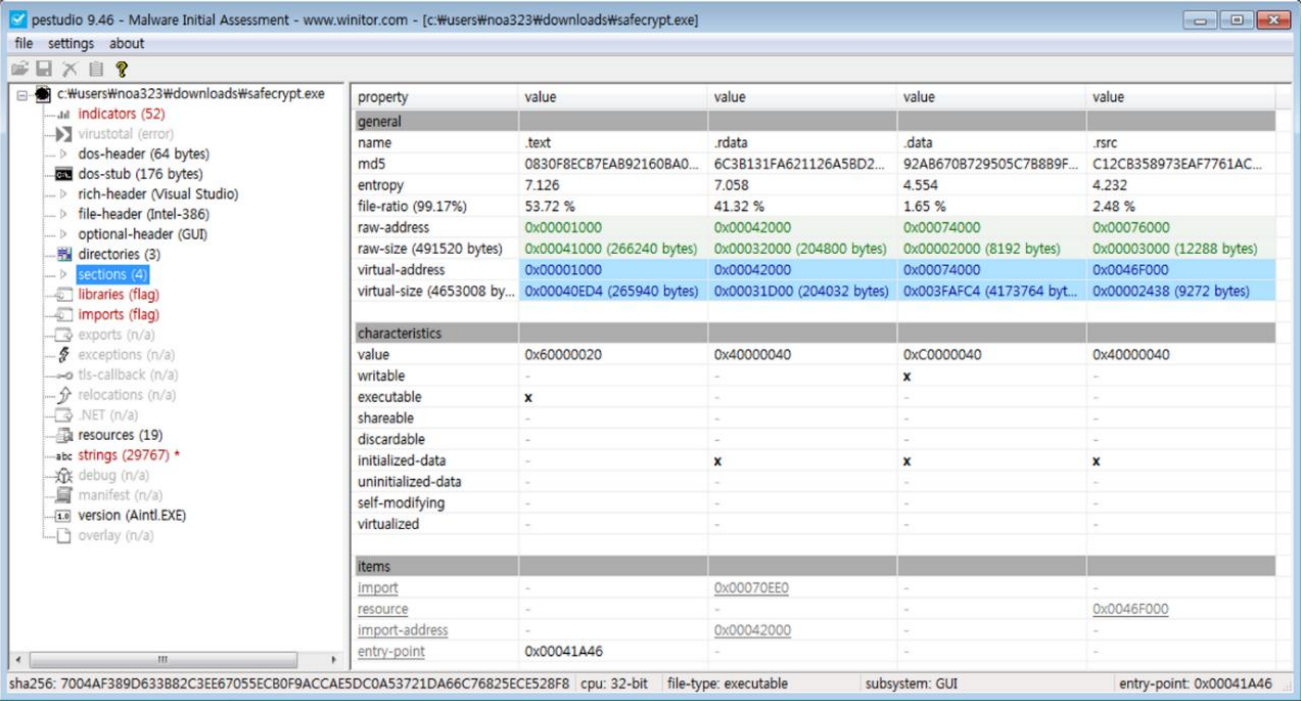 pestudio 9.46 - Malware Initial Assessment - www.winitor.com - [c:₩users₩noa323₩downloads₩safecrypt.exe]
file settings about
c:₩users₩noa323₩downloads₩safecrypt.exe
indicators (52)
virustotal (error)
dos-header (64 bytes)
dos-stub (176 bytes)
rich-header (Visual Studio)
file-header (Intel-386)
optional-header (GUI)
directories (3)
sections (4)
libraries (flag)
imports (flag)
exports (n/a)
exceptions (n/a)
tls-callback (n/a)
relocations (n/a)
.NET (n/a)
resources (19)
abc strings (29767) *
debug (n/a)
manifest (n/a)
1.0 version (Aintl.EXE)
overlay (n/a)
property value value value value
general
name .text .rdata .data .rsrc
md5 0830F8ECB7EAB92160BA0... 6C3B131FA621126A5BD2... 92AB670B729505C7B8B9F... C12CB358973EAF7761AC...
entropy 7.126 7.058 4.554 4.232
file-ratio (99.17%) 53.72 % 41.32 % 1.65 % 2.48 %
raw-address 0x00001000 0x00042000 0x00074000 0x00076000
raw-size (491520 bytes) 0x00041000 (266240 bytes) 0x00032000 (204800 bytes) 0x00002000 (8192 bytes) 0x00003000 (12288 bytes)
virtual-address 0x00001000 0x00042000 0x00074000 0x0046F000
virtual-size (4653008 by... 0x00040ED4 (265940 bytes) 0x00031D00 (204032 bytes) 0x003FAFC4 (4173764 byt... 0x00002438 (9272 bytes)
characteristics
value 0x60000020 0x40000040 0xC0000040 0x40000040
writable - - x -
executable x - - -
shareable - - - -
discardable - - - -
initialized-data - x x x
uninitialized-data - - - -
self-modifying - - - -
virtualized - - - -
items
import - 0x00070EE0 - -
resource - - - 0x0046F000
import-address - 0x00042000 - -
entry-point 0x00041A46 - - -
sha256: 7004AF389D633B82C3EE67055ECB0F9ACCAE5DC0A53721DA66C76825ECE528F8 cpu: 32-bit file-type: executable subsystem: GUI entry-point: 0x00041A46